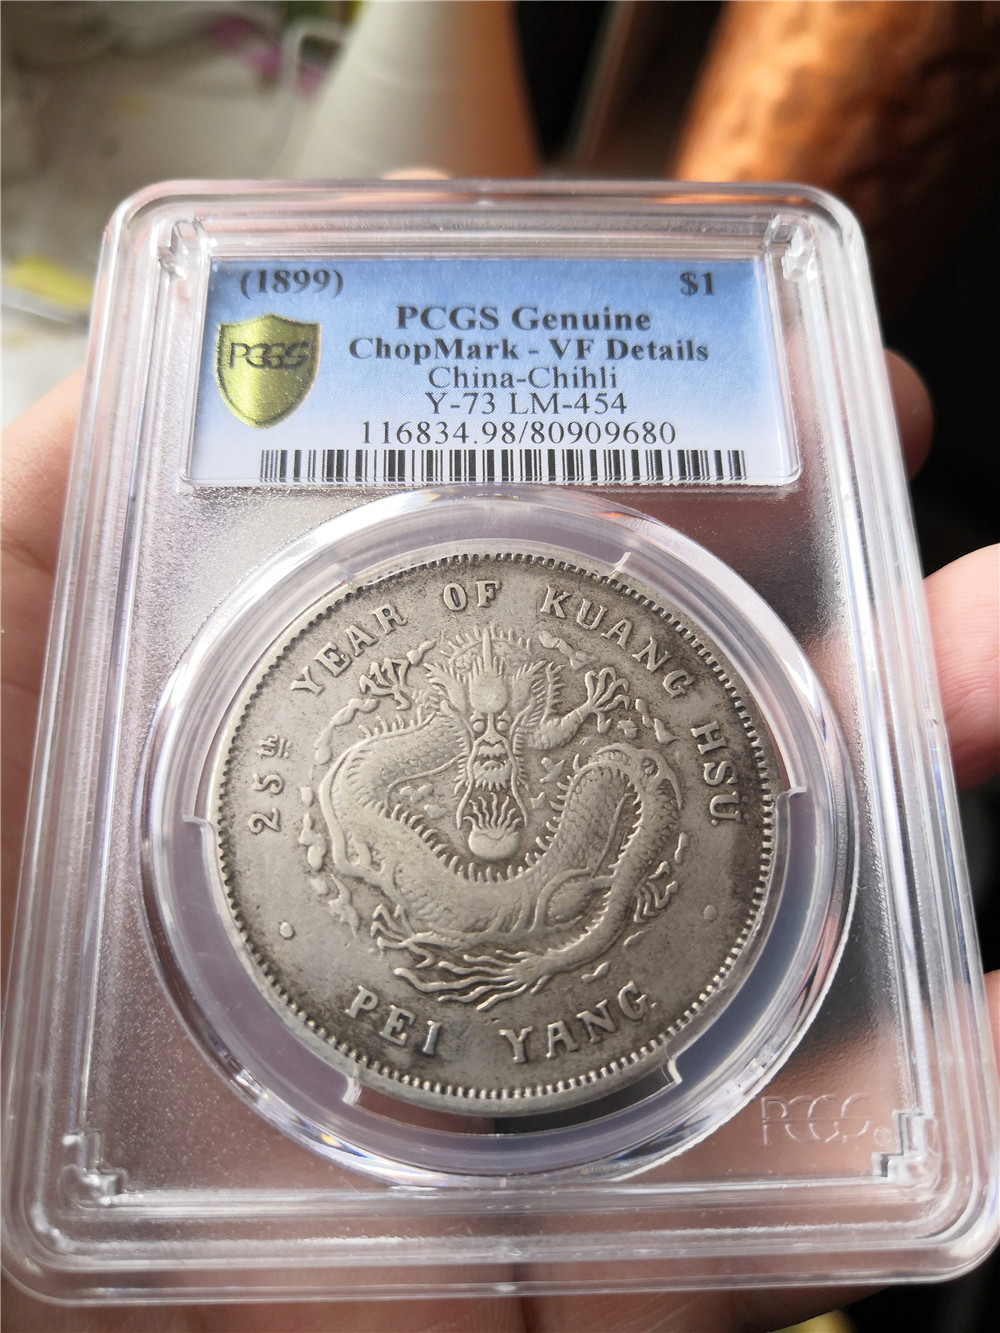 (1899) $1
PCGS Genuine
PCGS
ChopMark - VF Details
China-Chihli
Y-73 LM-454
116834.98/80909680
25th YEAR OF KUANG HSÜ.
PEI YANG.
PCGS